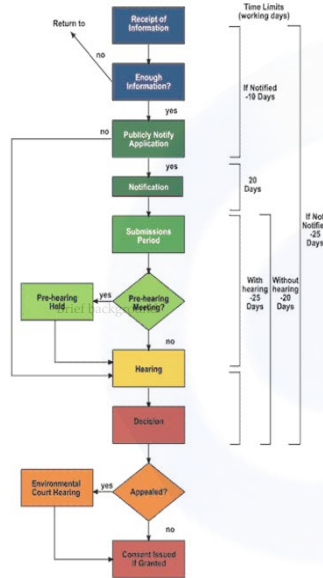 Time Limits
(working days)
Receipt of
Information
Return to
no
Enough
Information?
yes
If Notified
-10
Days
no
Publicly Notify
Application
yes
Notification
20
Days
Submissions
Period
If Not
Notified
-25
Days
With
hearing
-25
Days
Without
hearing
-20
Days
Pre-hearing
Held
yes
Pre-hearing
Meeting?
Brief background
no
Hearing
Decision
Environmental
Court Hearing
yes
Appealed?
no
Consent Issued
If Granted